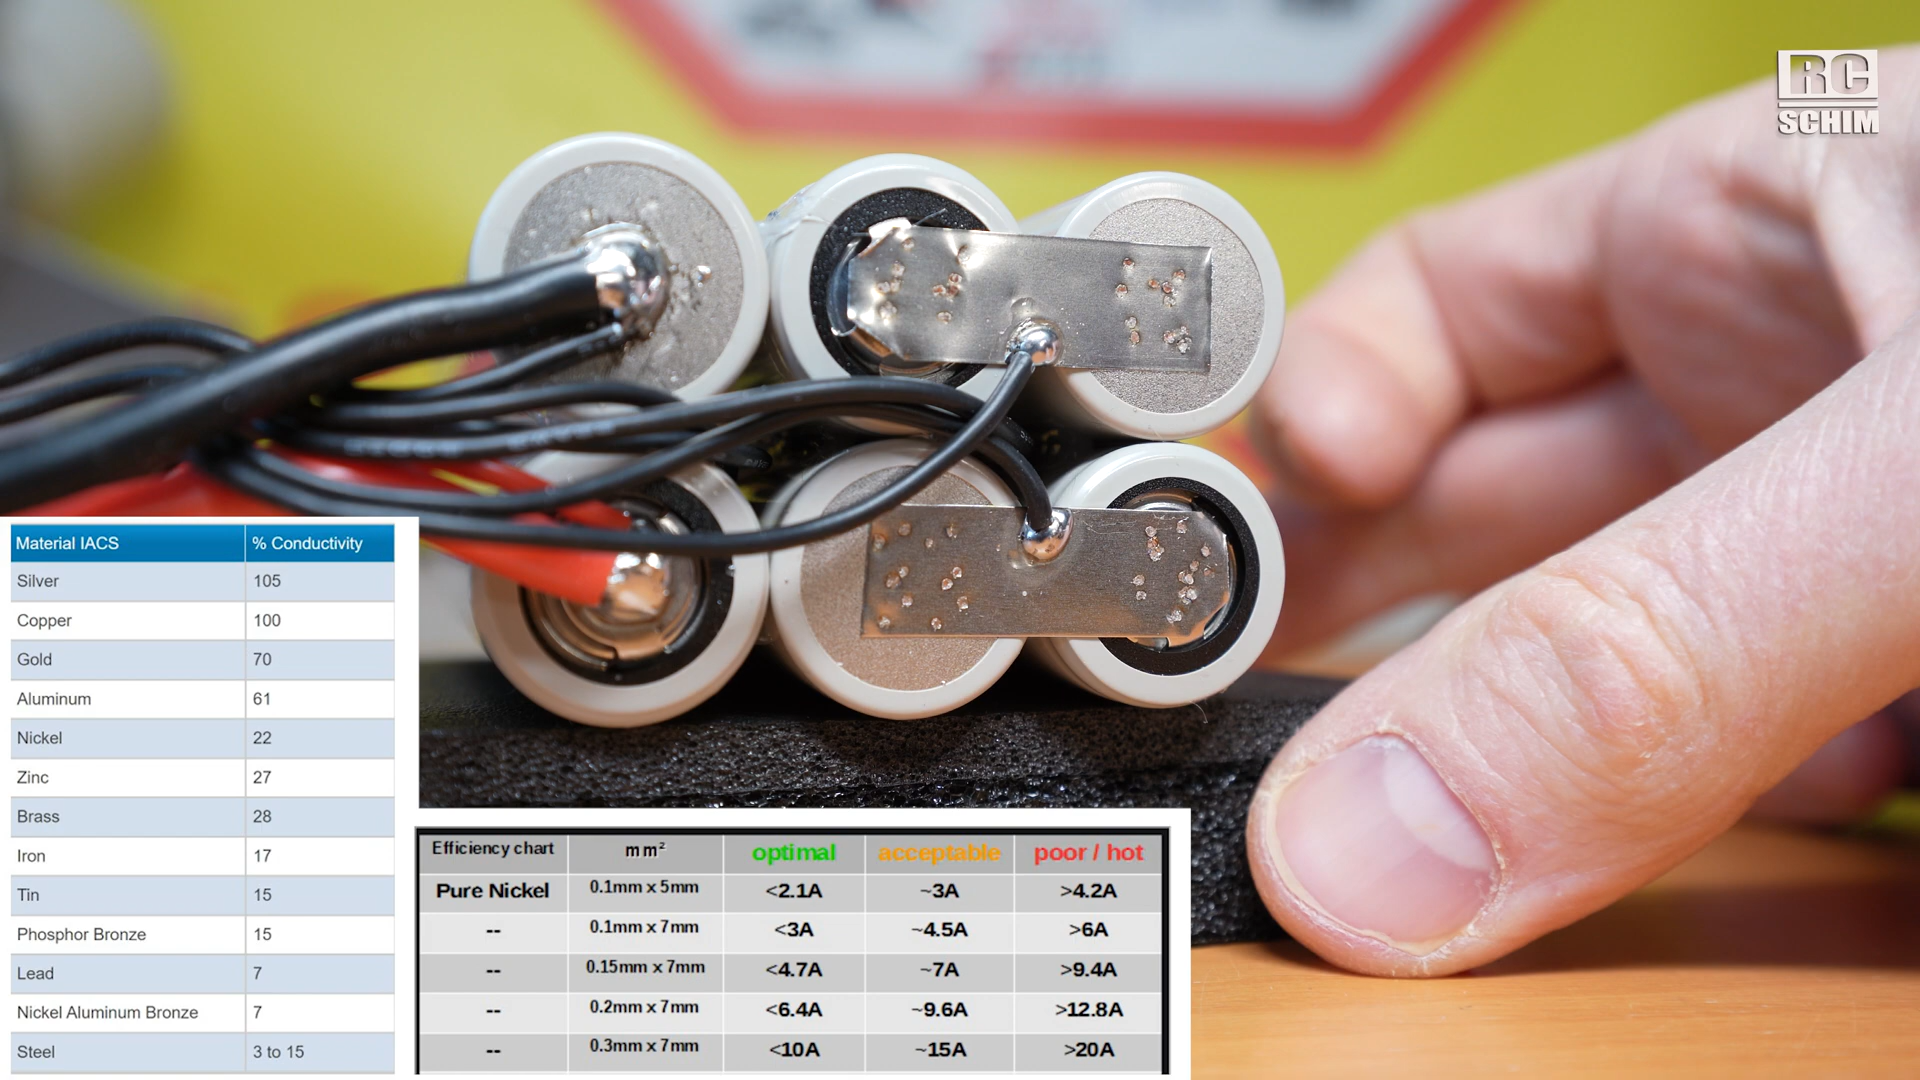 RC
SCHIM
Material IACS % Conductivity
Silver 105
Copper 100
Gold 70
Aluminum 61
Nickel 22
Zinc 27
Brass 28
Iron 17
Tin 15
Phosphor Bronze 15
Lead 7
Nickel Aluminum Bronze 7
Steel 3 to 15
Efficiency chart mm² optimal acceptable poor / hot
Pure Nickel 0.1mm x 5mm <2.1A ~3A >4.2A
-- 0.1mm x 7mm <3A ~4.5A >6A
-- 0.15mm x 7mm <4.7A ~7A >9.4A
-- 0.2mm x 7mm <6.4A ~9.6A >12.8A
-- 0.3mm x 7mm <10A ~15A >20A